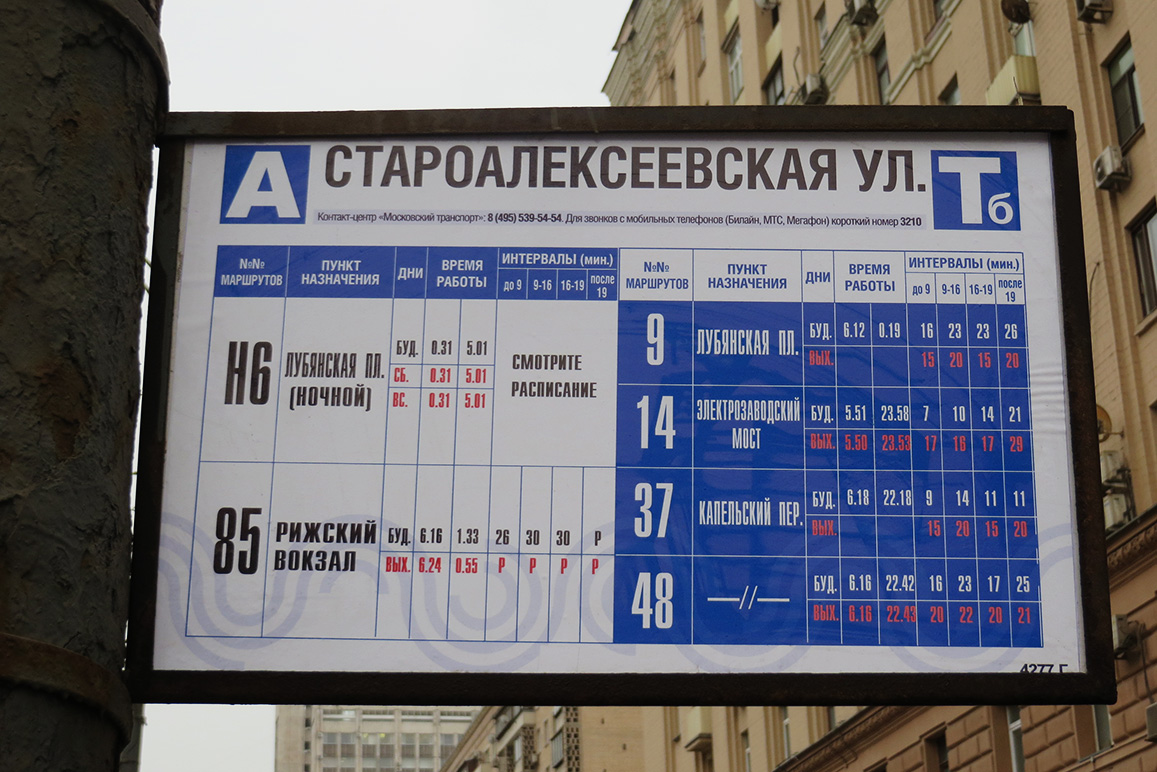 А СТАРОАЛЕКСЕЕВСКАЯ УЛ. Тб
Контакт-центр «Московский транспорт»: 8 (495) 539-54-54. Для звонков с мобильных телефонов (Билайн, МТС, Мегафон) короткий номер 3210
№№ МАРШРУТОВ ПУНКТ НАЗНАЧЕНИЯ ДНИ ВРЕМЯ РАБОТЫ ИНТЕРВАЛЫ (мин.)
до 9 9-16 16-19 после 19
Н6 ЛУБЯНСКАЯ ПЛ. (НОЧНОЙ)
БУД. 0.31 5.01
СБ. 0.31 5.01
ВС. 0.31 5.01
СМОТРИТЕ
РАСПИСАНИЕ
85 РИЖСКИЙ ВОКЗАЛ
БУД. 6.16 1.33 26 30 30 Р
ВЫХ. 6.24 0.55 Р Р Р Р
№№ МАРШРУТОВ ПУНКТ НАЗНАЧЕНИЯ ДНИ ВРЕМЯ РАБОТЫ ИНТЕРВАЛЫ (мин.)
до 9 9-16 16-19 после 19
9 ЛУБЯНСКАЯ ПЛ.
БУД. 6.12 0.19 16 23 23 26
ВЫХ. 15 20 15 20
14 ЭЛЕКТРОЗАВОДСКИЙ МОСТ
БУД. 5.51 23.58 7 10 14 21
ВЫХ. 5.50 23.53 17 16 17 29
37 КАПЕЛЬСКИЙ ПЕР.
БУД. 6.18 22.18 9 14 11 11
ВЫХ. 15 20 15 20
48 —//—
БУД. 6.16 22.42 16 23 17 25
ВЫХ. 6.16 22.43 20 22 20 21
4277 Г